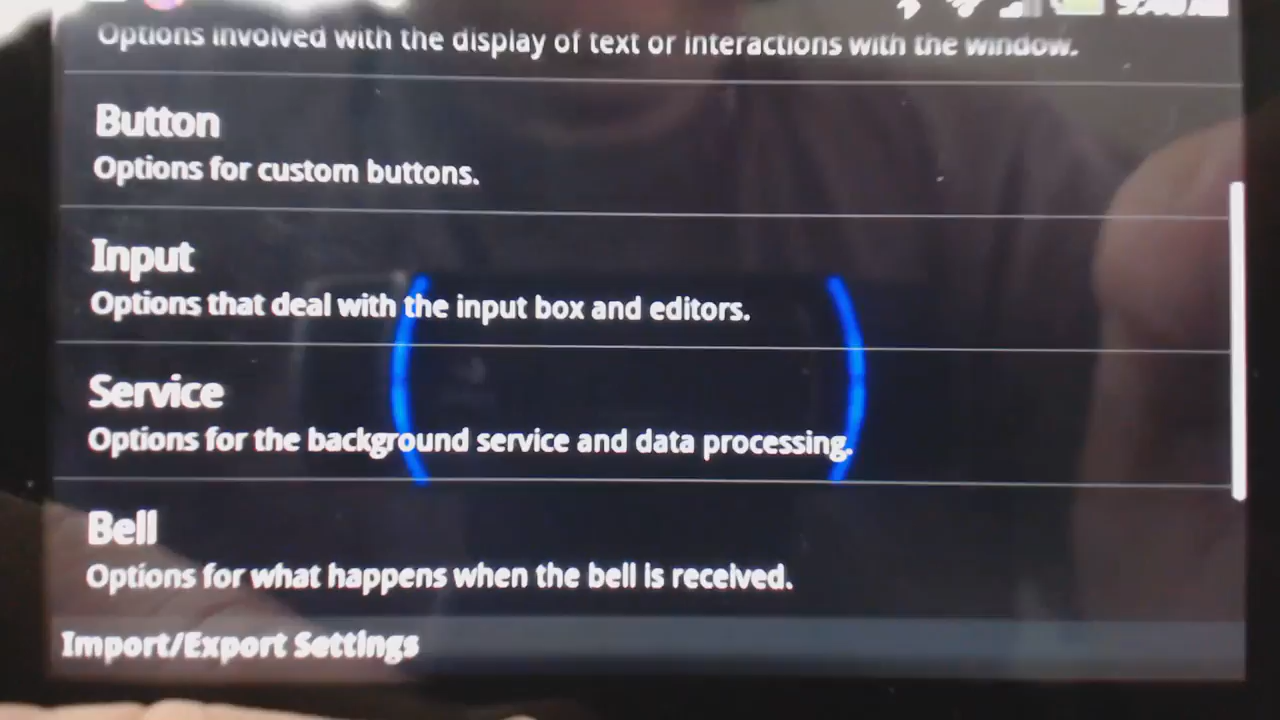 Options involved with the display of text or interactions with the window.
Button
Options for custom buttons.
Input
Options that deal with the input box and editors.
Service
Options for the background service and data processing.
Bell
Options for what happens when the bell is received.
Import/Export Settings